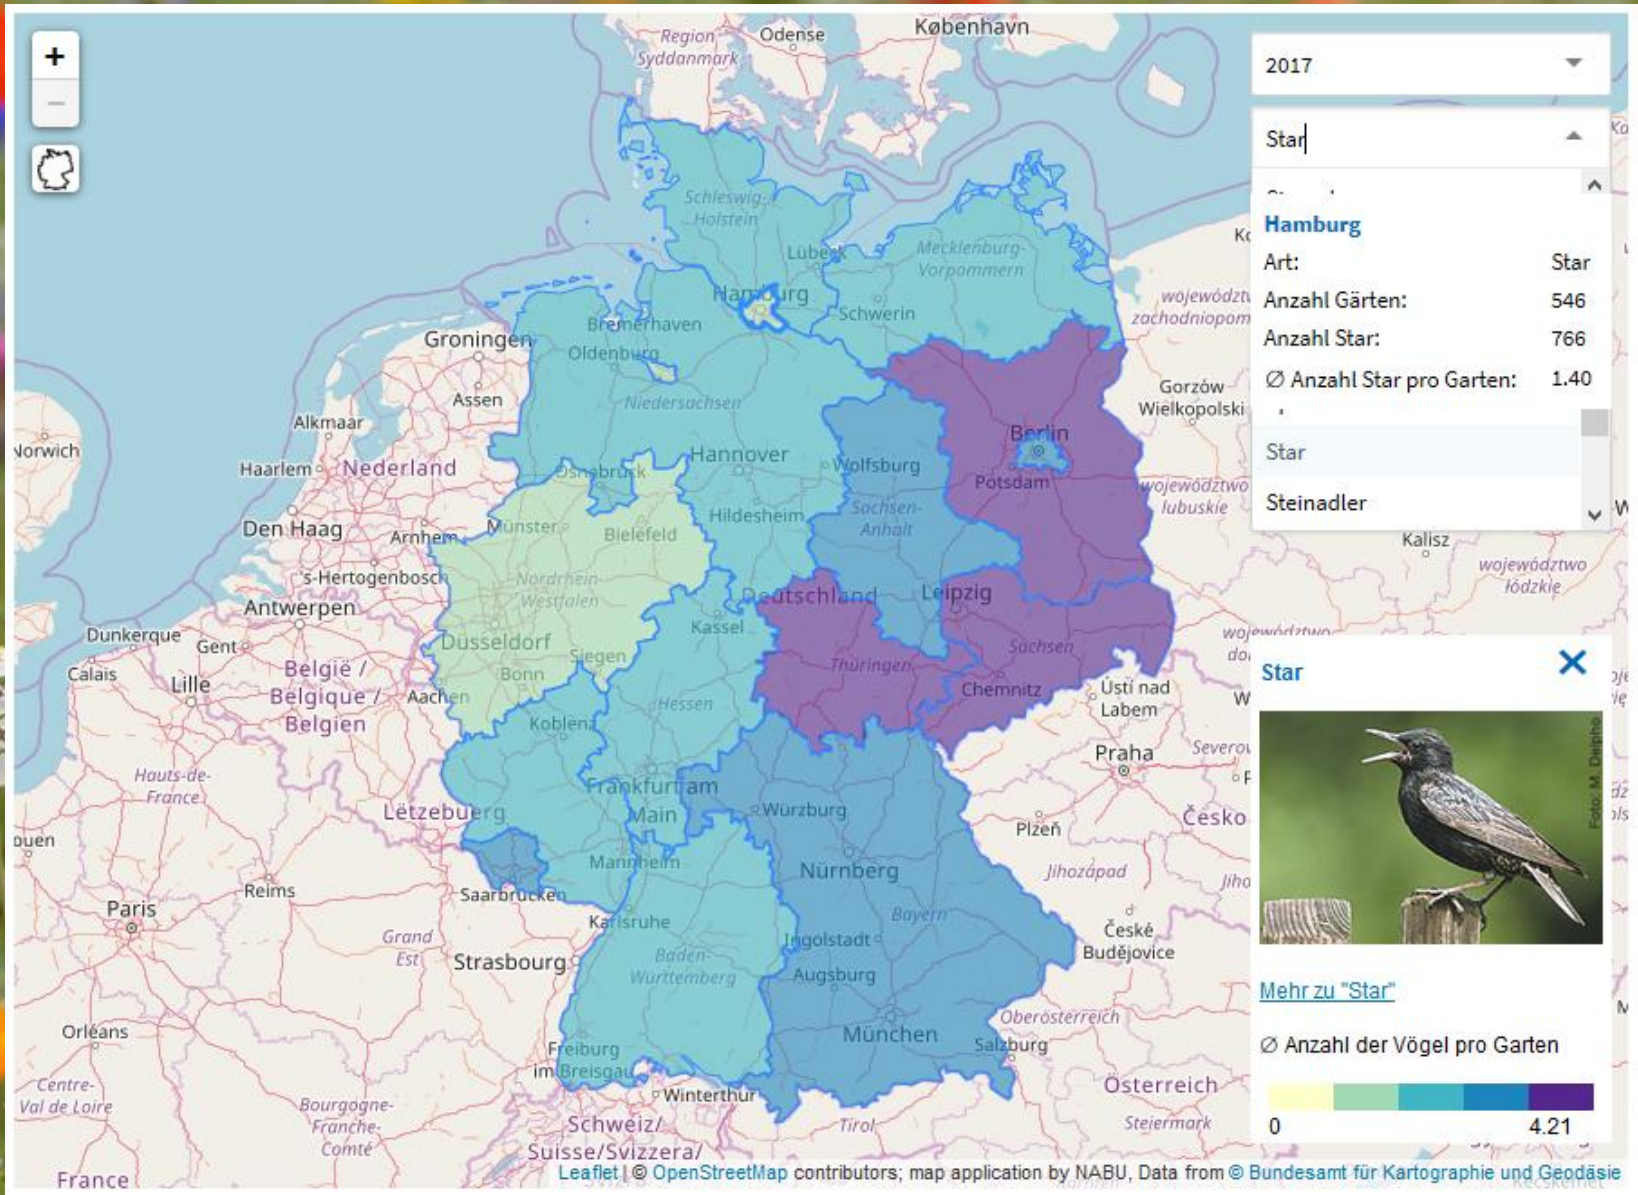 +
−
2017
Star
Hamburg
Art: Star
Anzahl Gärten: 546
Anzahl Star: 766
∅ Anzahl Star pro Garten: 1.40
Star
Steinadler
Star
Foto: M. Delpho
Mehr zu "Star"
∅ Anzahl der Vögel pro Garten
0 4.21
Region
Syddanmark
Odense
København
Schleswig-
Holstein
Lübeck
Mecklenburg-
Vorpommern
Hamburg
Schwerin
Bremerhaven
Oldenburg
Groningen
Assen
Niedersachsen
Gorzów
Wielkopolski
Alkmaar
Norwich
Haarlem
Nederland
Hannover
Wolfsburg
Berlin
Potsdam
Osnabrück
województwo
lubuskie
Den Haag
Arnhem
Münster
Bielefeld
Hildesheim
Sachsen-
Anhalt
Kalisz
województwo
łódzkie
's-Hertogenbosch
Nordrhein-
Westfalen
Deutschland
Leipzig
Antwerpen
Dunkerque
Gent
Düsseldorf
Kassel
Sachsen
województwo
Calais
Lille
België /
Belgique /
Belgien
Aachen
Bonn
Siegen
Thüringen
Chemnitz
Ústí nad
Labem
Koblenz
Hessen
Praha
Hauts-de-
France
Lëtzebuerg
Frankfurt am
Main
Würzburg
Plzeň
Česko
Reims
Saarbrücken
Mannheim
Nürnberg
Jihozápad
Paris
Karlsruhe
Bayern
České
Budějovice
Grand
Est
Strasbourg
Baden-
Württemberg
Ingolstadt
Augsburg
Orléans
Freiburg
im Breisgau
München
Salzburg
Oberösterreich
Centre-
Val de Loire
Winterthur
Österreich
Bourgogne-
Franche-
Comté
Schweiz/
Suisse/Svizzera/
Tirol
Steiermark
France
Leaflet | © OpenStreetMap contributors; map application by NABU, Data from © Bundesamt für Kartographie und Geodäsie